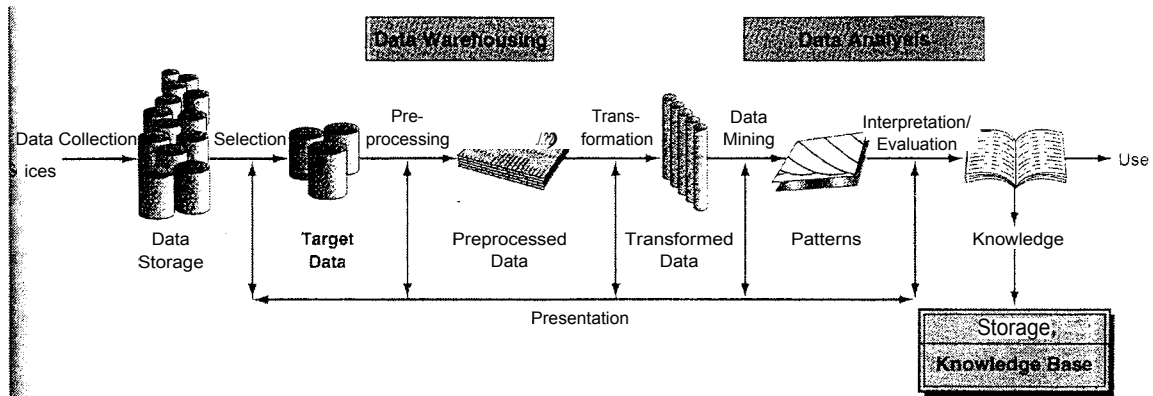 Data Warehousing
Data Analysis
Data Collection
ices
Selection
Pre-
processing
Trans-
formation
Data
Mining
Interpretation/
Evaluation
Use
Data
Storage
Target
Data
Preprocessed
Data
Transformed
Data
Patterns
Knowledge
Presentation
Storage,
Knowledge Base